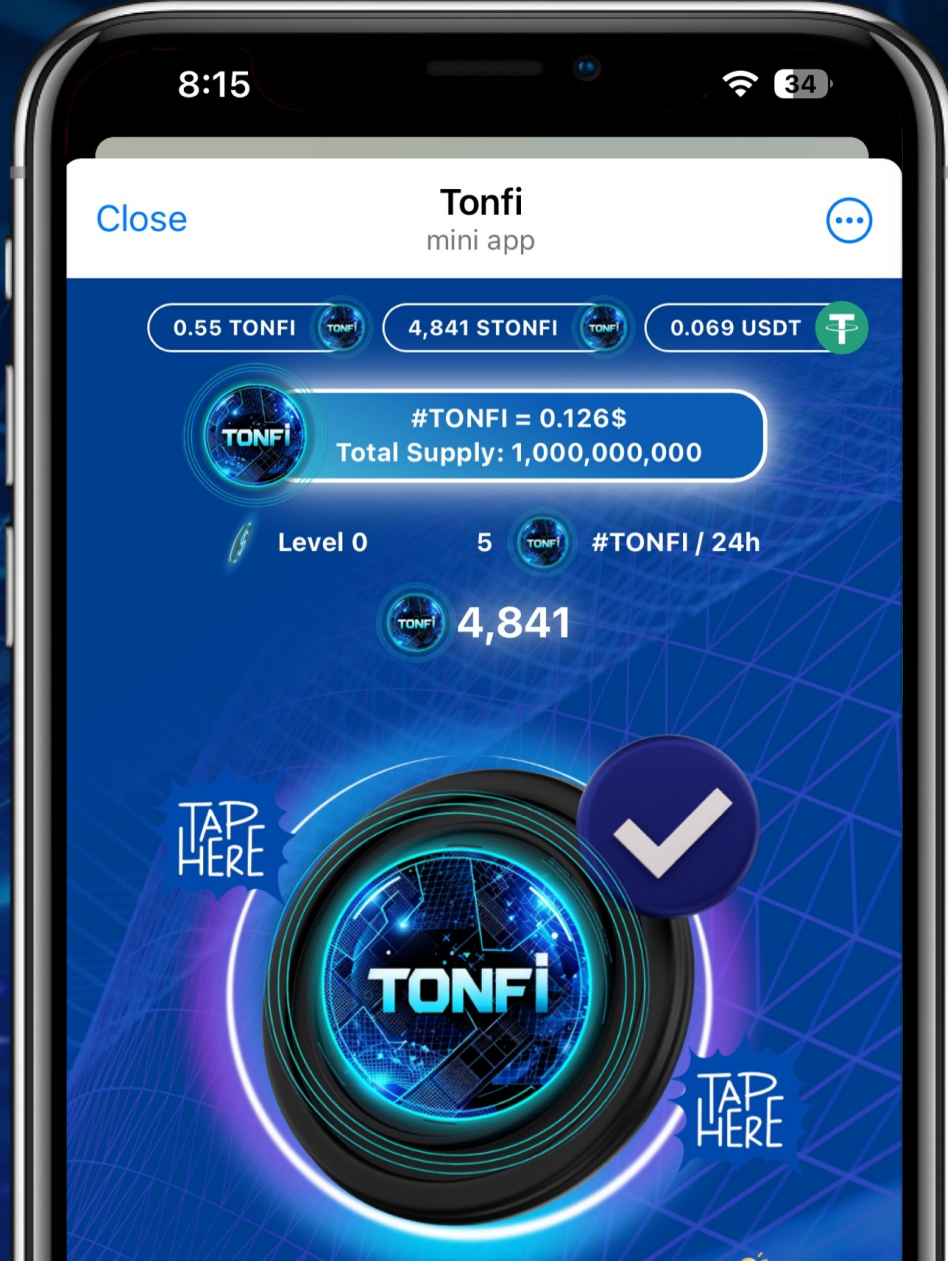 8:15
34
Close
Tonfi
mini app
0.55 TONFI
TONFi
4,841 STONFI
TONFi
0.069 USDT
TONFi
#TONFI = 0.126$
Total Supply: 1,000,000,000
Level 0
5
TONFi
#TONFI / 24h
TONFi
4,841
TAP
HERE
TONFi
TAP
HERE